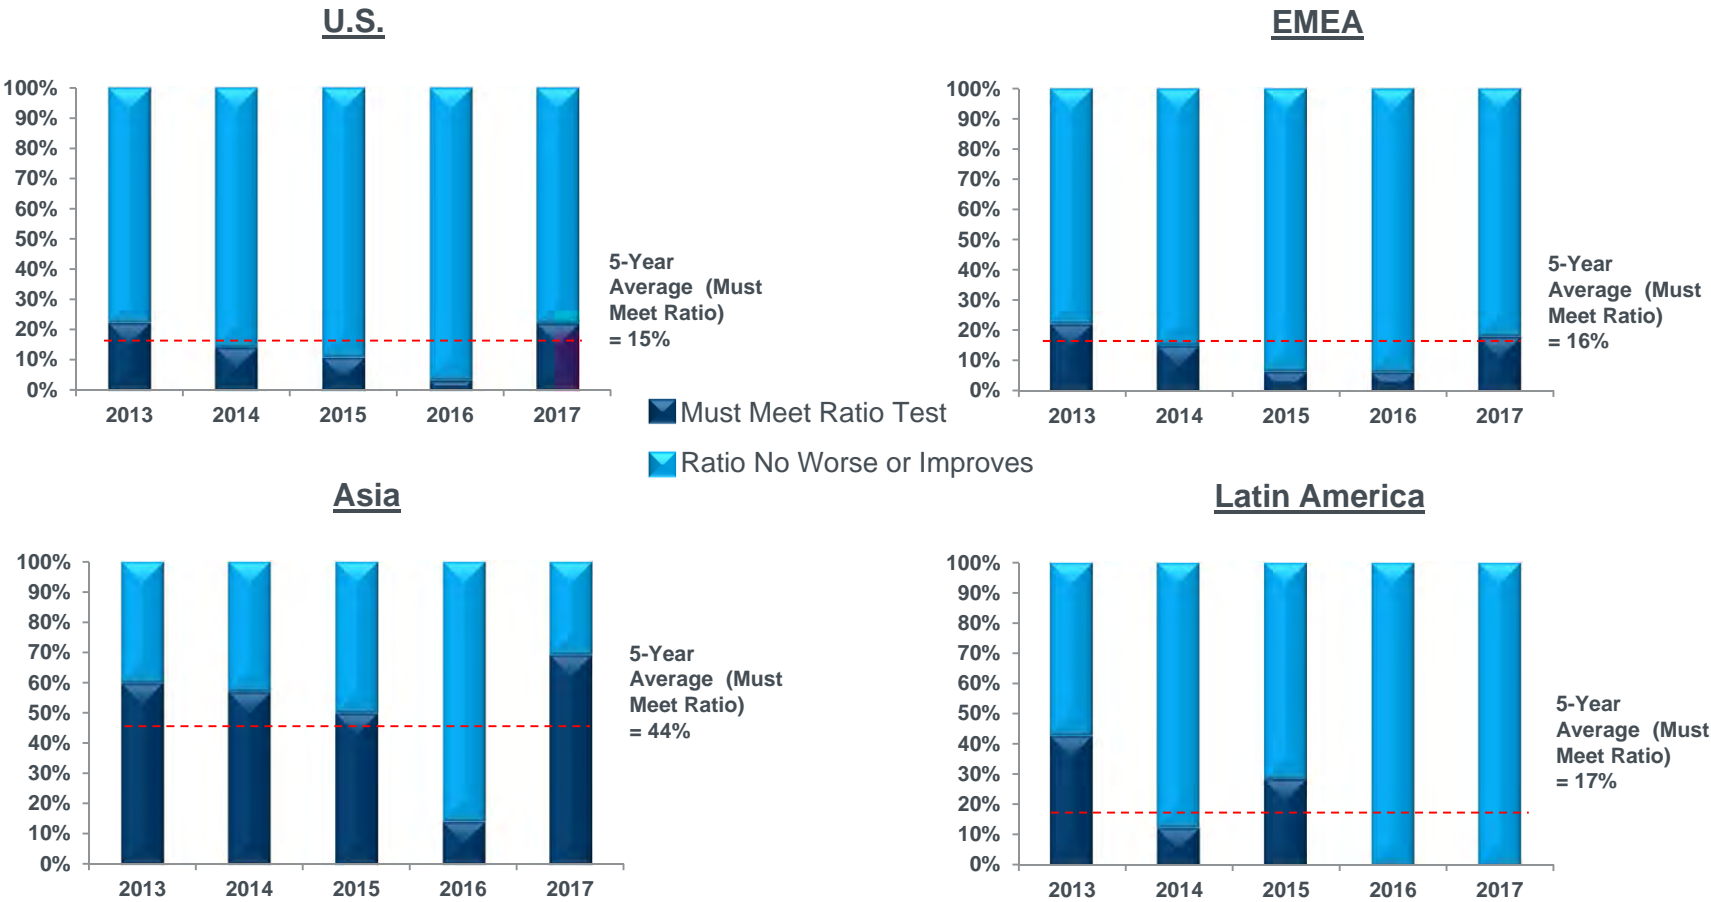 U.S.
100%
90%
80%
70%
60%
50%
40%
30%
20%
10%
0%
2013 2014 2015 2016 2017
5-Year
Average (Must
Meet Ratio)
= 15%
EMEA
100%
90%
80%
70%
60%
50%
40%
30%
20%
10%
0%
2013 2014 2015 2016 2017
5-Year
Average (Must
Meet Ratio)
= 16%
Must Meet Ratio Test
Ratio No Worse or Improves
Asia
100%
90%
80%
70%
60%
50%
40%
30%
20%
10%
0%
2013 2014 2015 2016 2017
5-Year
Average (Must
Meet Ratio)
= 44%
Latin America
100%
90%
80%
70%
60%
50%
40%
30%
20%
10%
0%
2013 2014 2015 2016 2017
5-Year
Average (Must
Meet Ratio)
= 17%